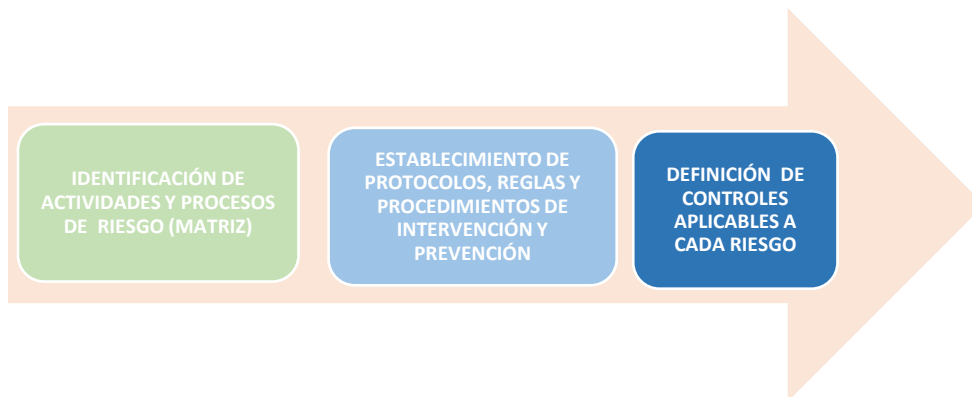 IDENTIFICACIÓN DE
ACTIVIDADES Y PROCESOS
DE RIESGO (MATRIZ)
ESTABLECIMIENTO DE
PROTOCOLOS, REGLAS Y
PROCEDIMIENTOS DE
INTERVENCIÓN Y
PREVENCIÓN
DEFINICIÓN DE
CONTROLES
APLICABLES A
CADA RIESGO